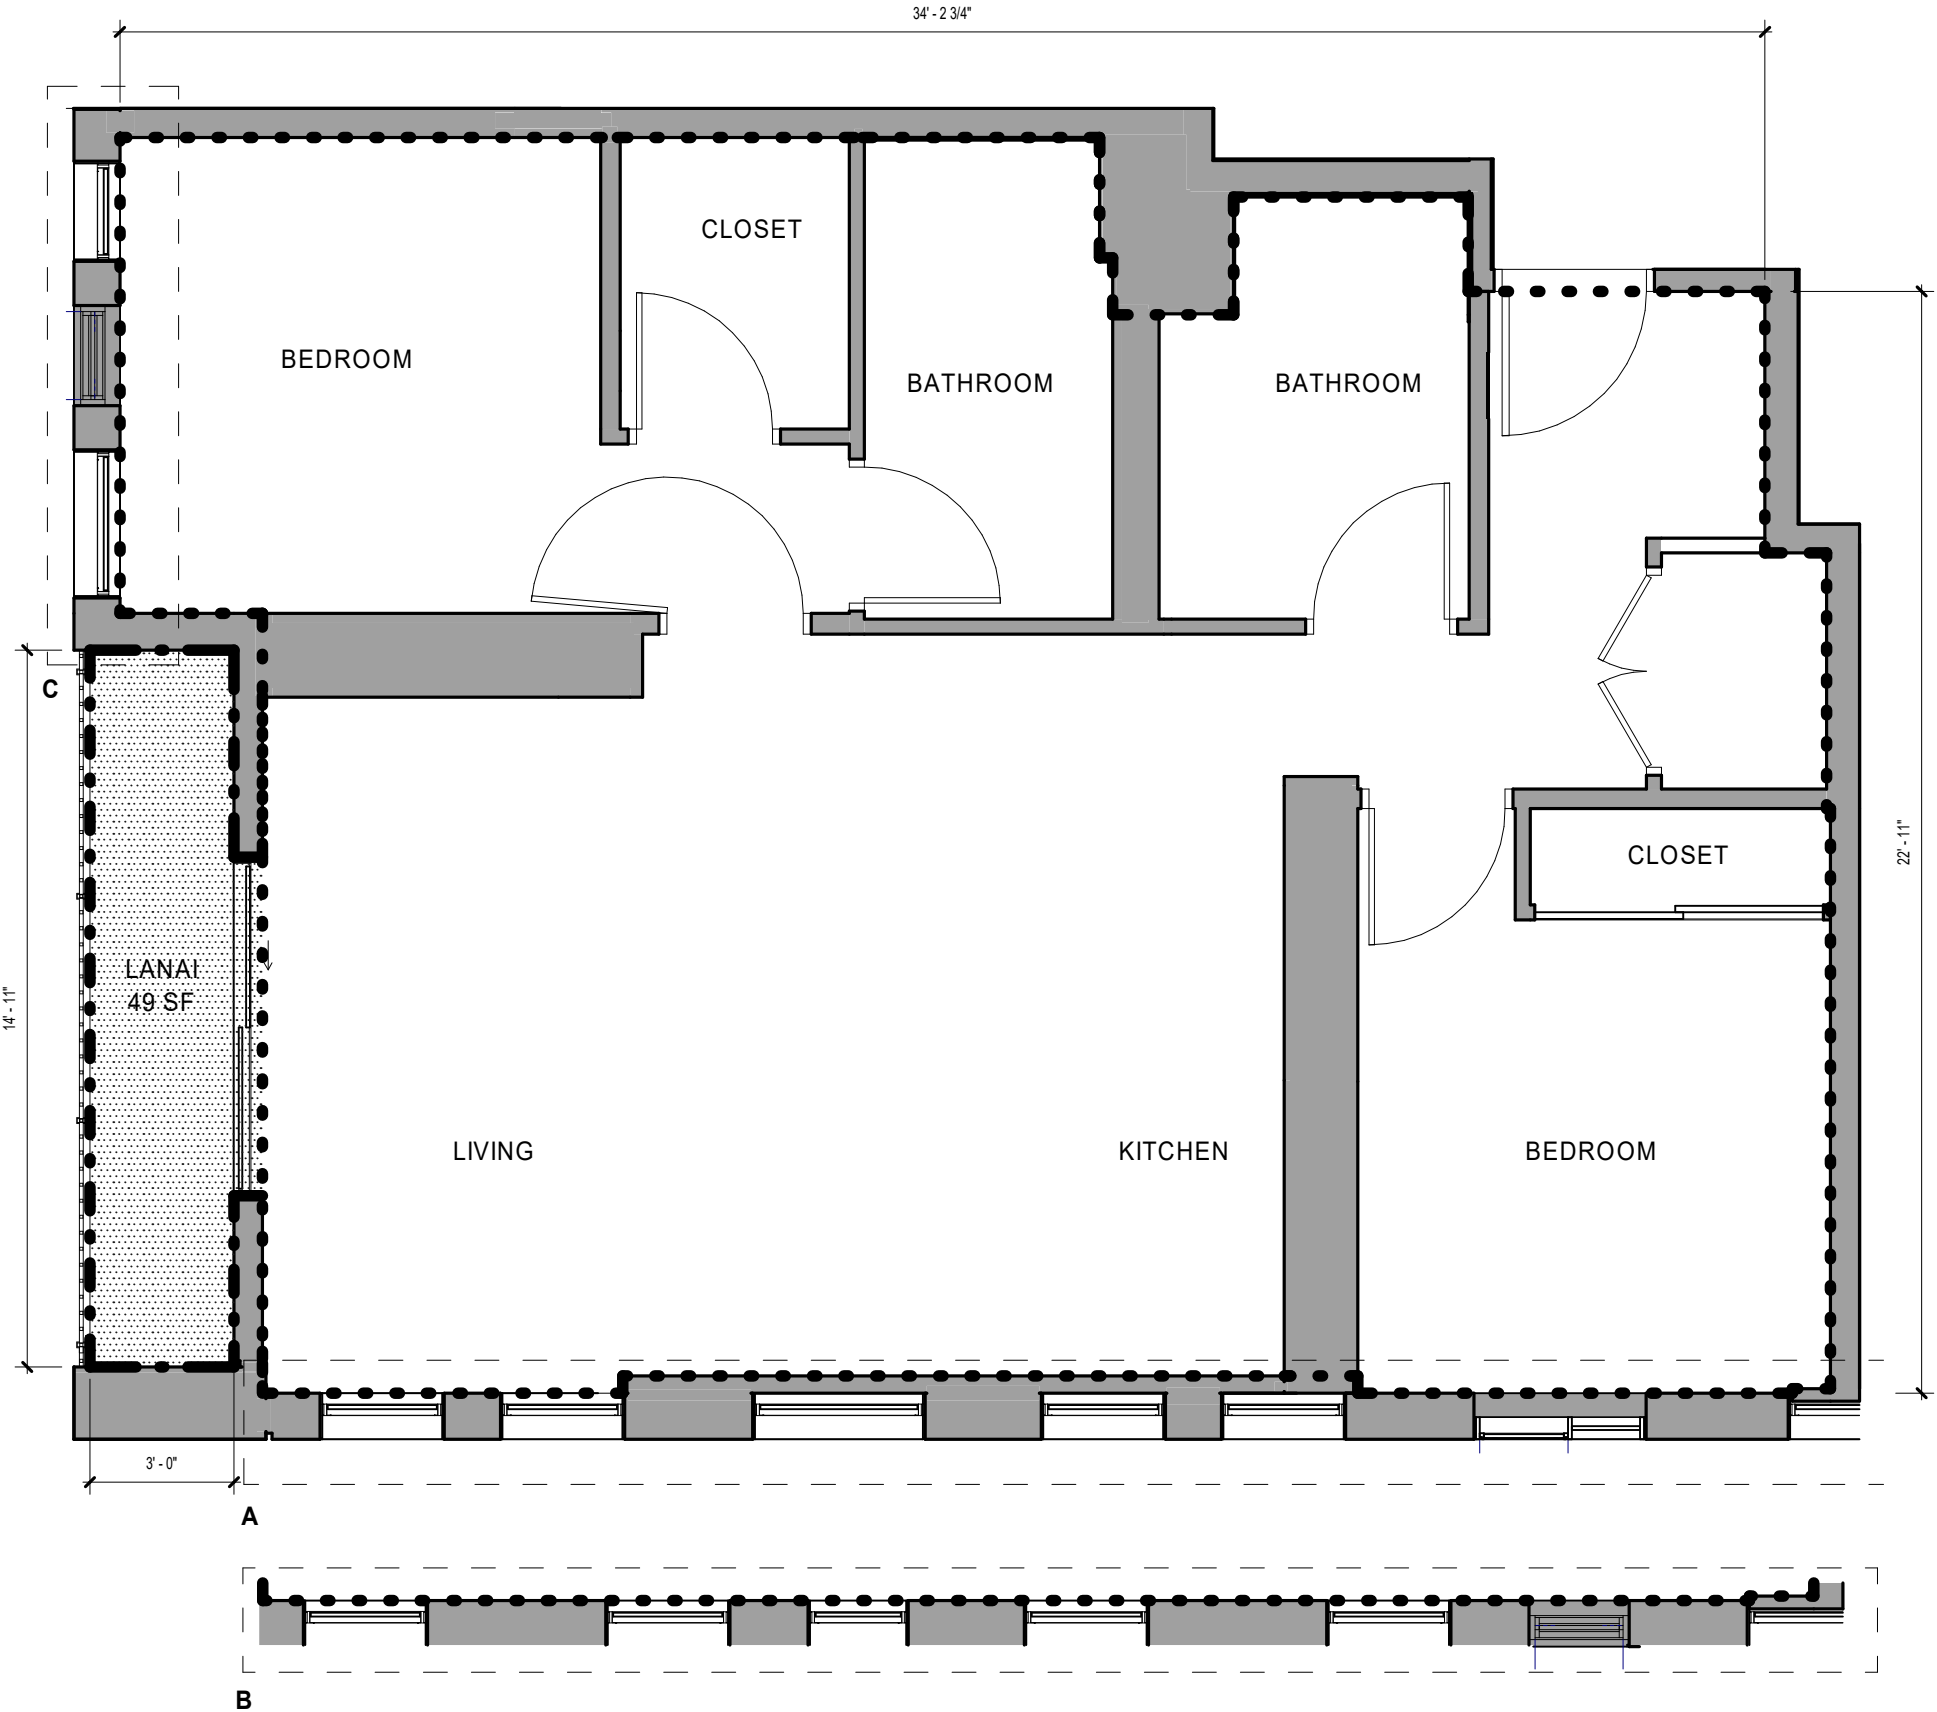 34' - 2 3/4"
CLOSET
BEDROOM
BATHROOM
BATHROOM
C
CLOSET
22' - 11"
LANAI
49 SF
14' - 11"
LIVING
KITCHEN
BEDROOM
3' - 0"
A
B